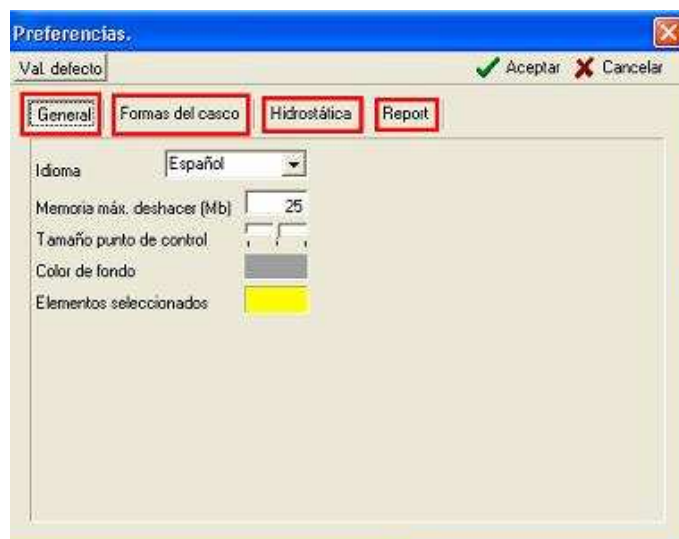 Preferencias.
Val. defecto Aceptar Cancelar
General Formas del casco Hidrostática Report
Idioma Español
Memoria máx. deshacer (Mb) 25
Tamaño punto de control
Color de fondo
Elementos seleccionados